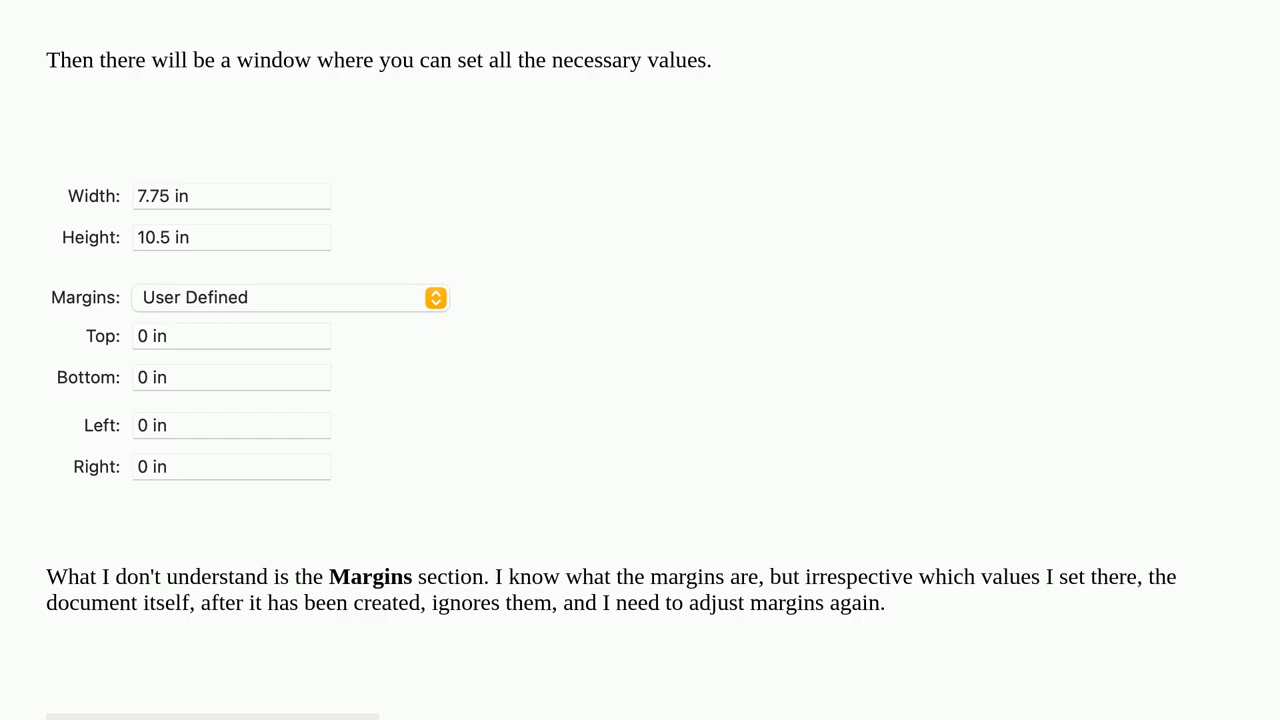 Then there will be a window where you can set all the necessary values.
Width: 7.75 in
Height: 10.5 in
Margins: User Defined
Top: 0 in
Bottom: 0 in
Left: 0 in
Right: 0 in
What I don't understand is the Margins section. I know what the margins are, but irrespective which values I set there, the
document itself, after it has been created, ignores them, and I need to adjust margins again.